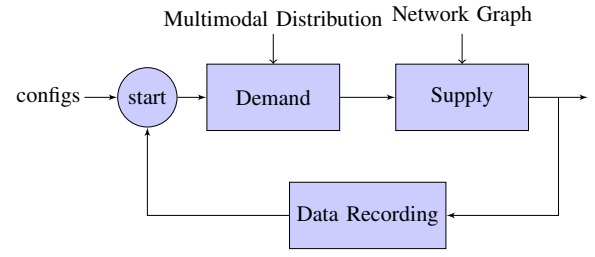 Multimodal Distribution
Network Graph
configs
start
Demand
Supply
Data Recording